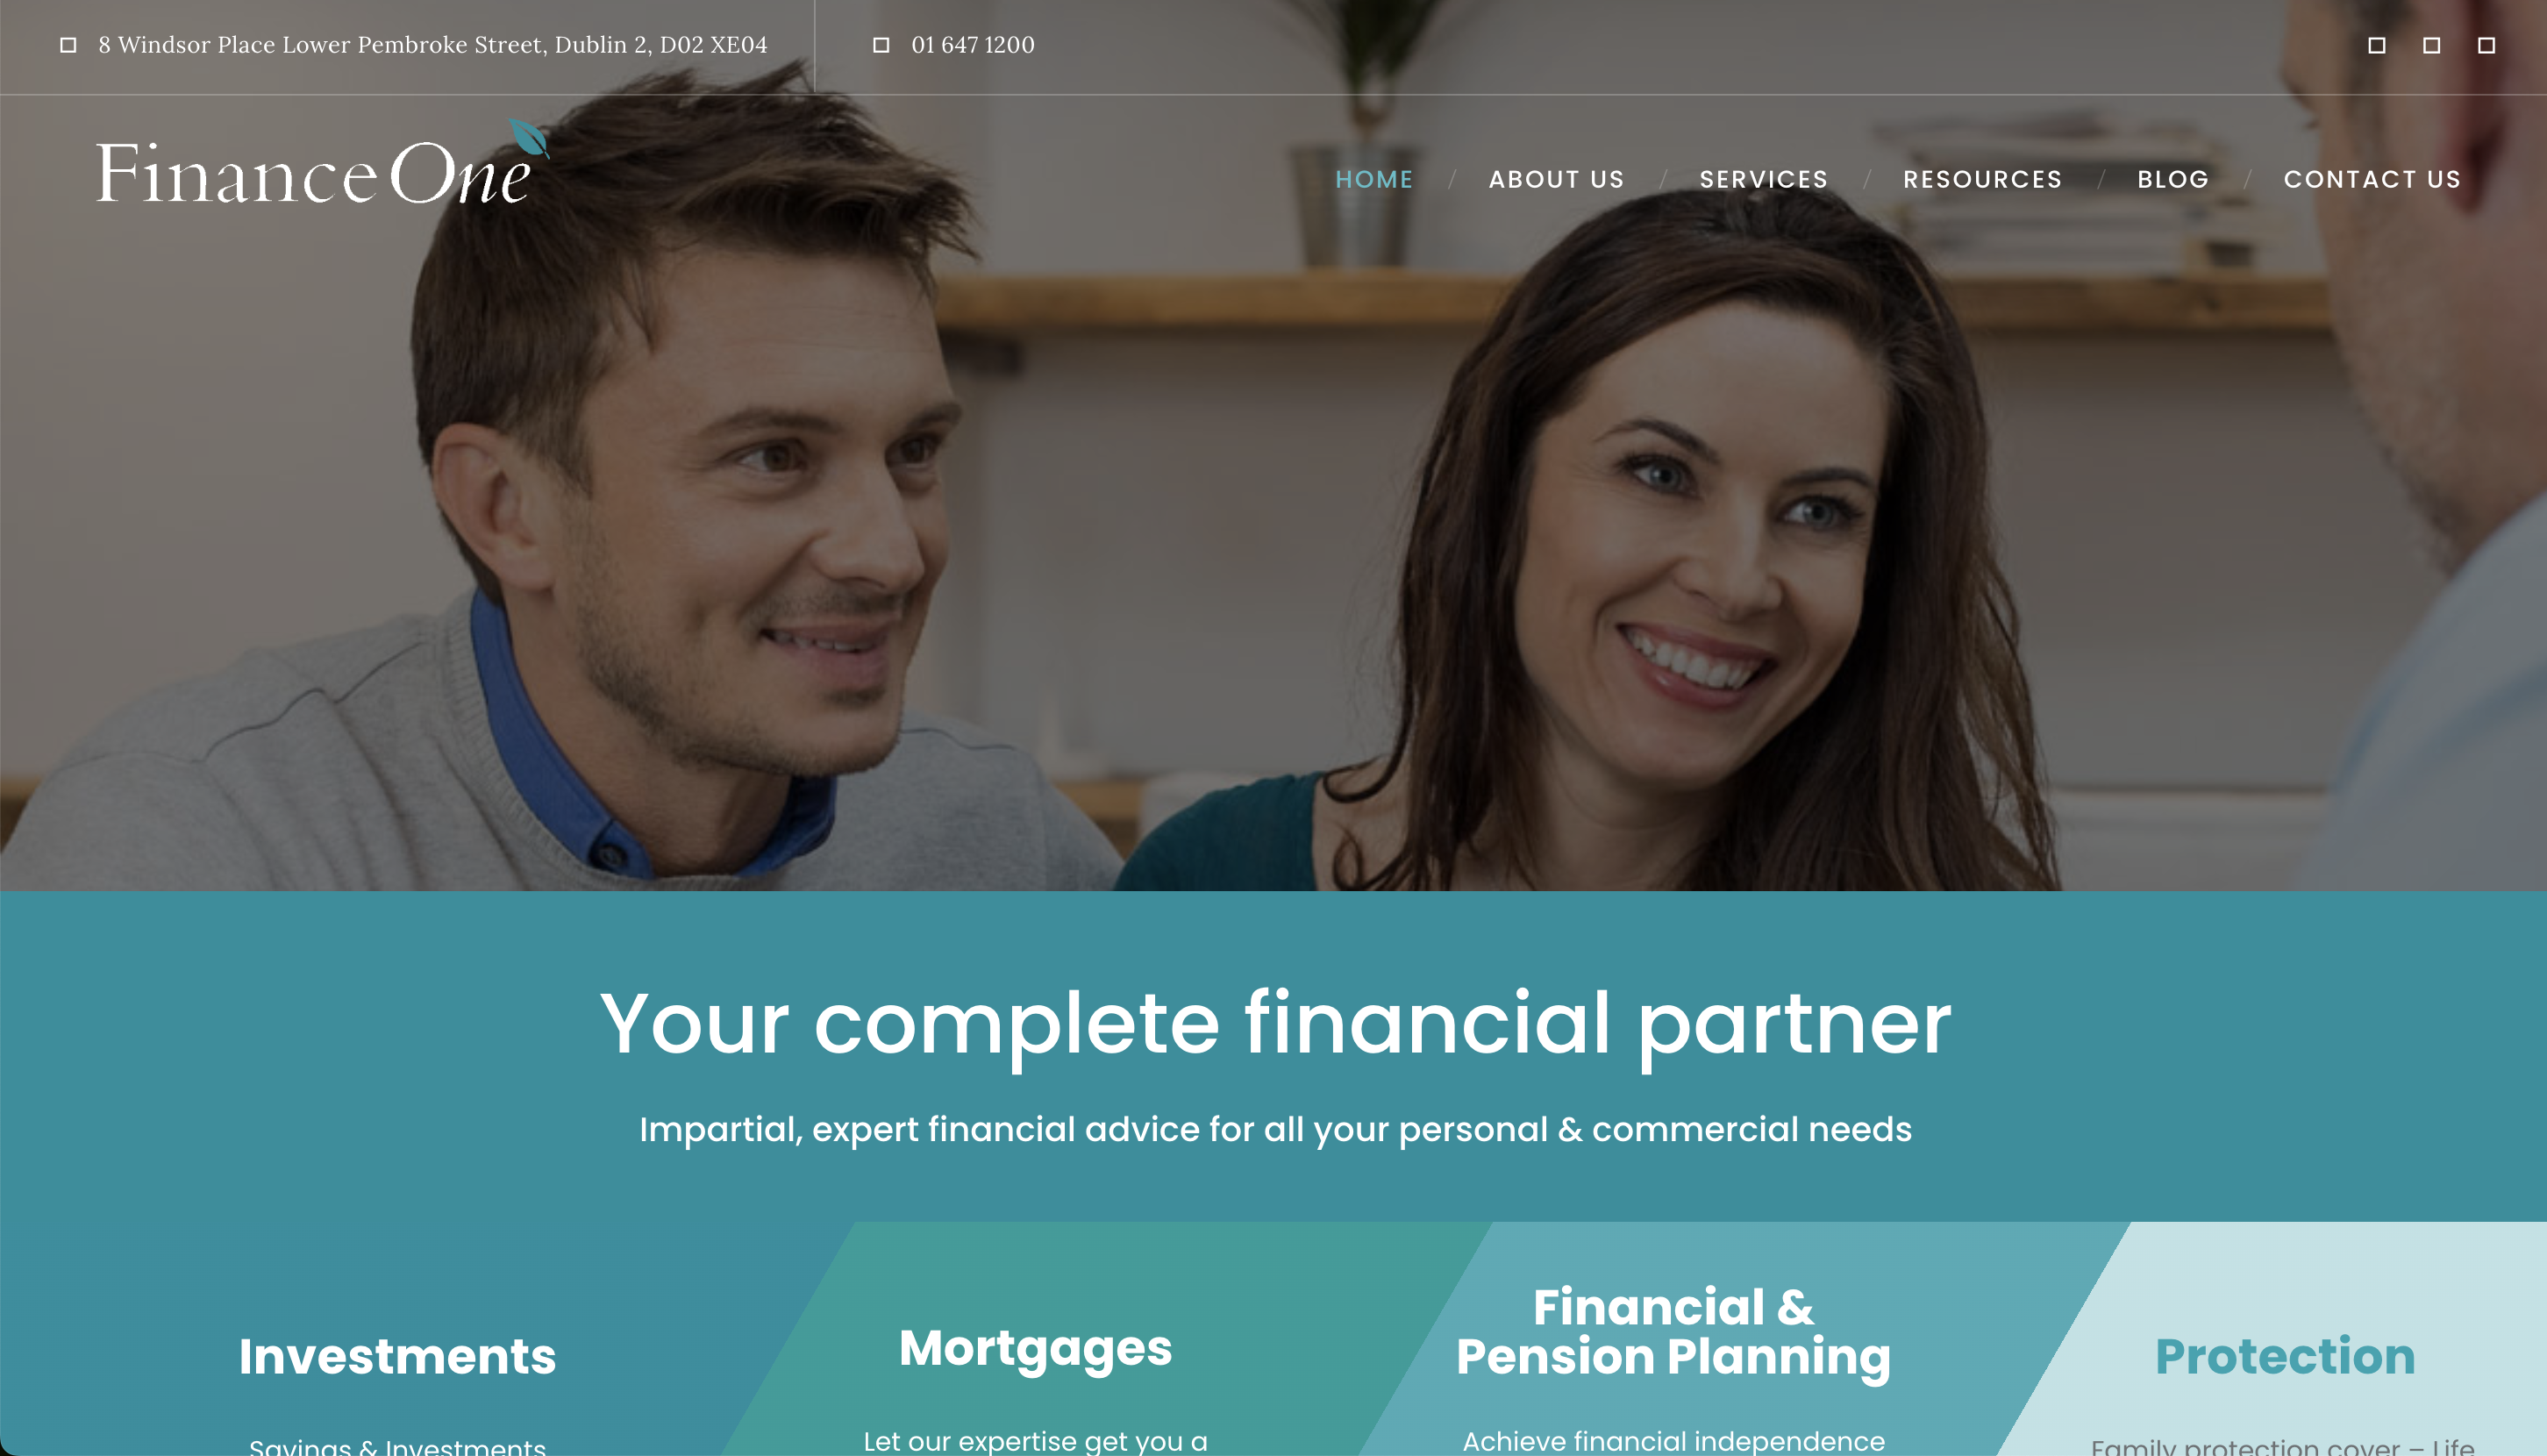 8 Windsor Place Lower Pembroke Street, Dublin 2, D02 XE04
01 647 1200
Finance One
HOME / ABOUT US / SERVICES / RESOURCES / BLOG / CONTACT US
Your complete financial partner
Impartial, expert financial advice for all your personal & commercial needs
Investments
Mortgages
Financial &
Pension Planning
Protection
Savings & Investments
Let our expertise get you a
Achieve financial independence
Family protection cover – Life